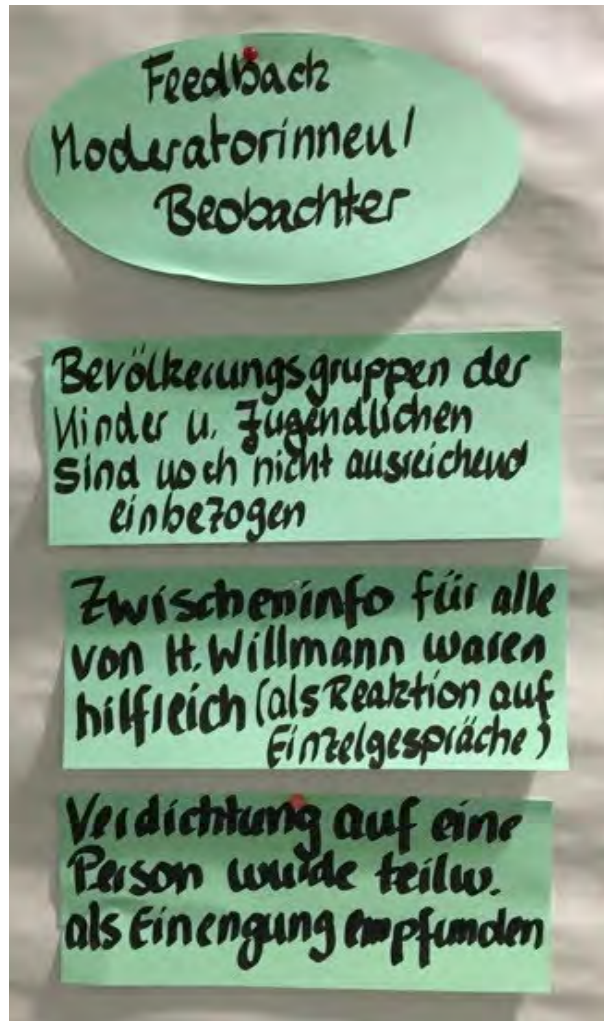 Feedback
Moderatorinnen/
Beobachter
Bevölkerungsgruppen der
Kinder u. Jugendlichen
sind noch nicht ausreichend
einbezogen
Zwischeninfo für alle
von H. Willmann waren
hilfreich (als Reaktion auf
Einzelgespräche)
Verdichtung auf eine
Person wurde teilw.
als Einengung empfunden